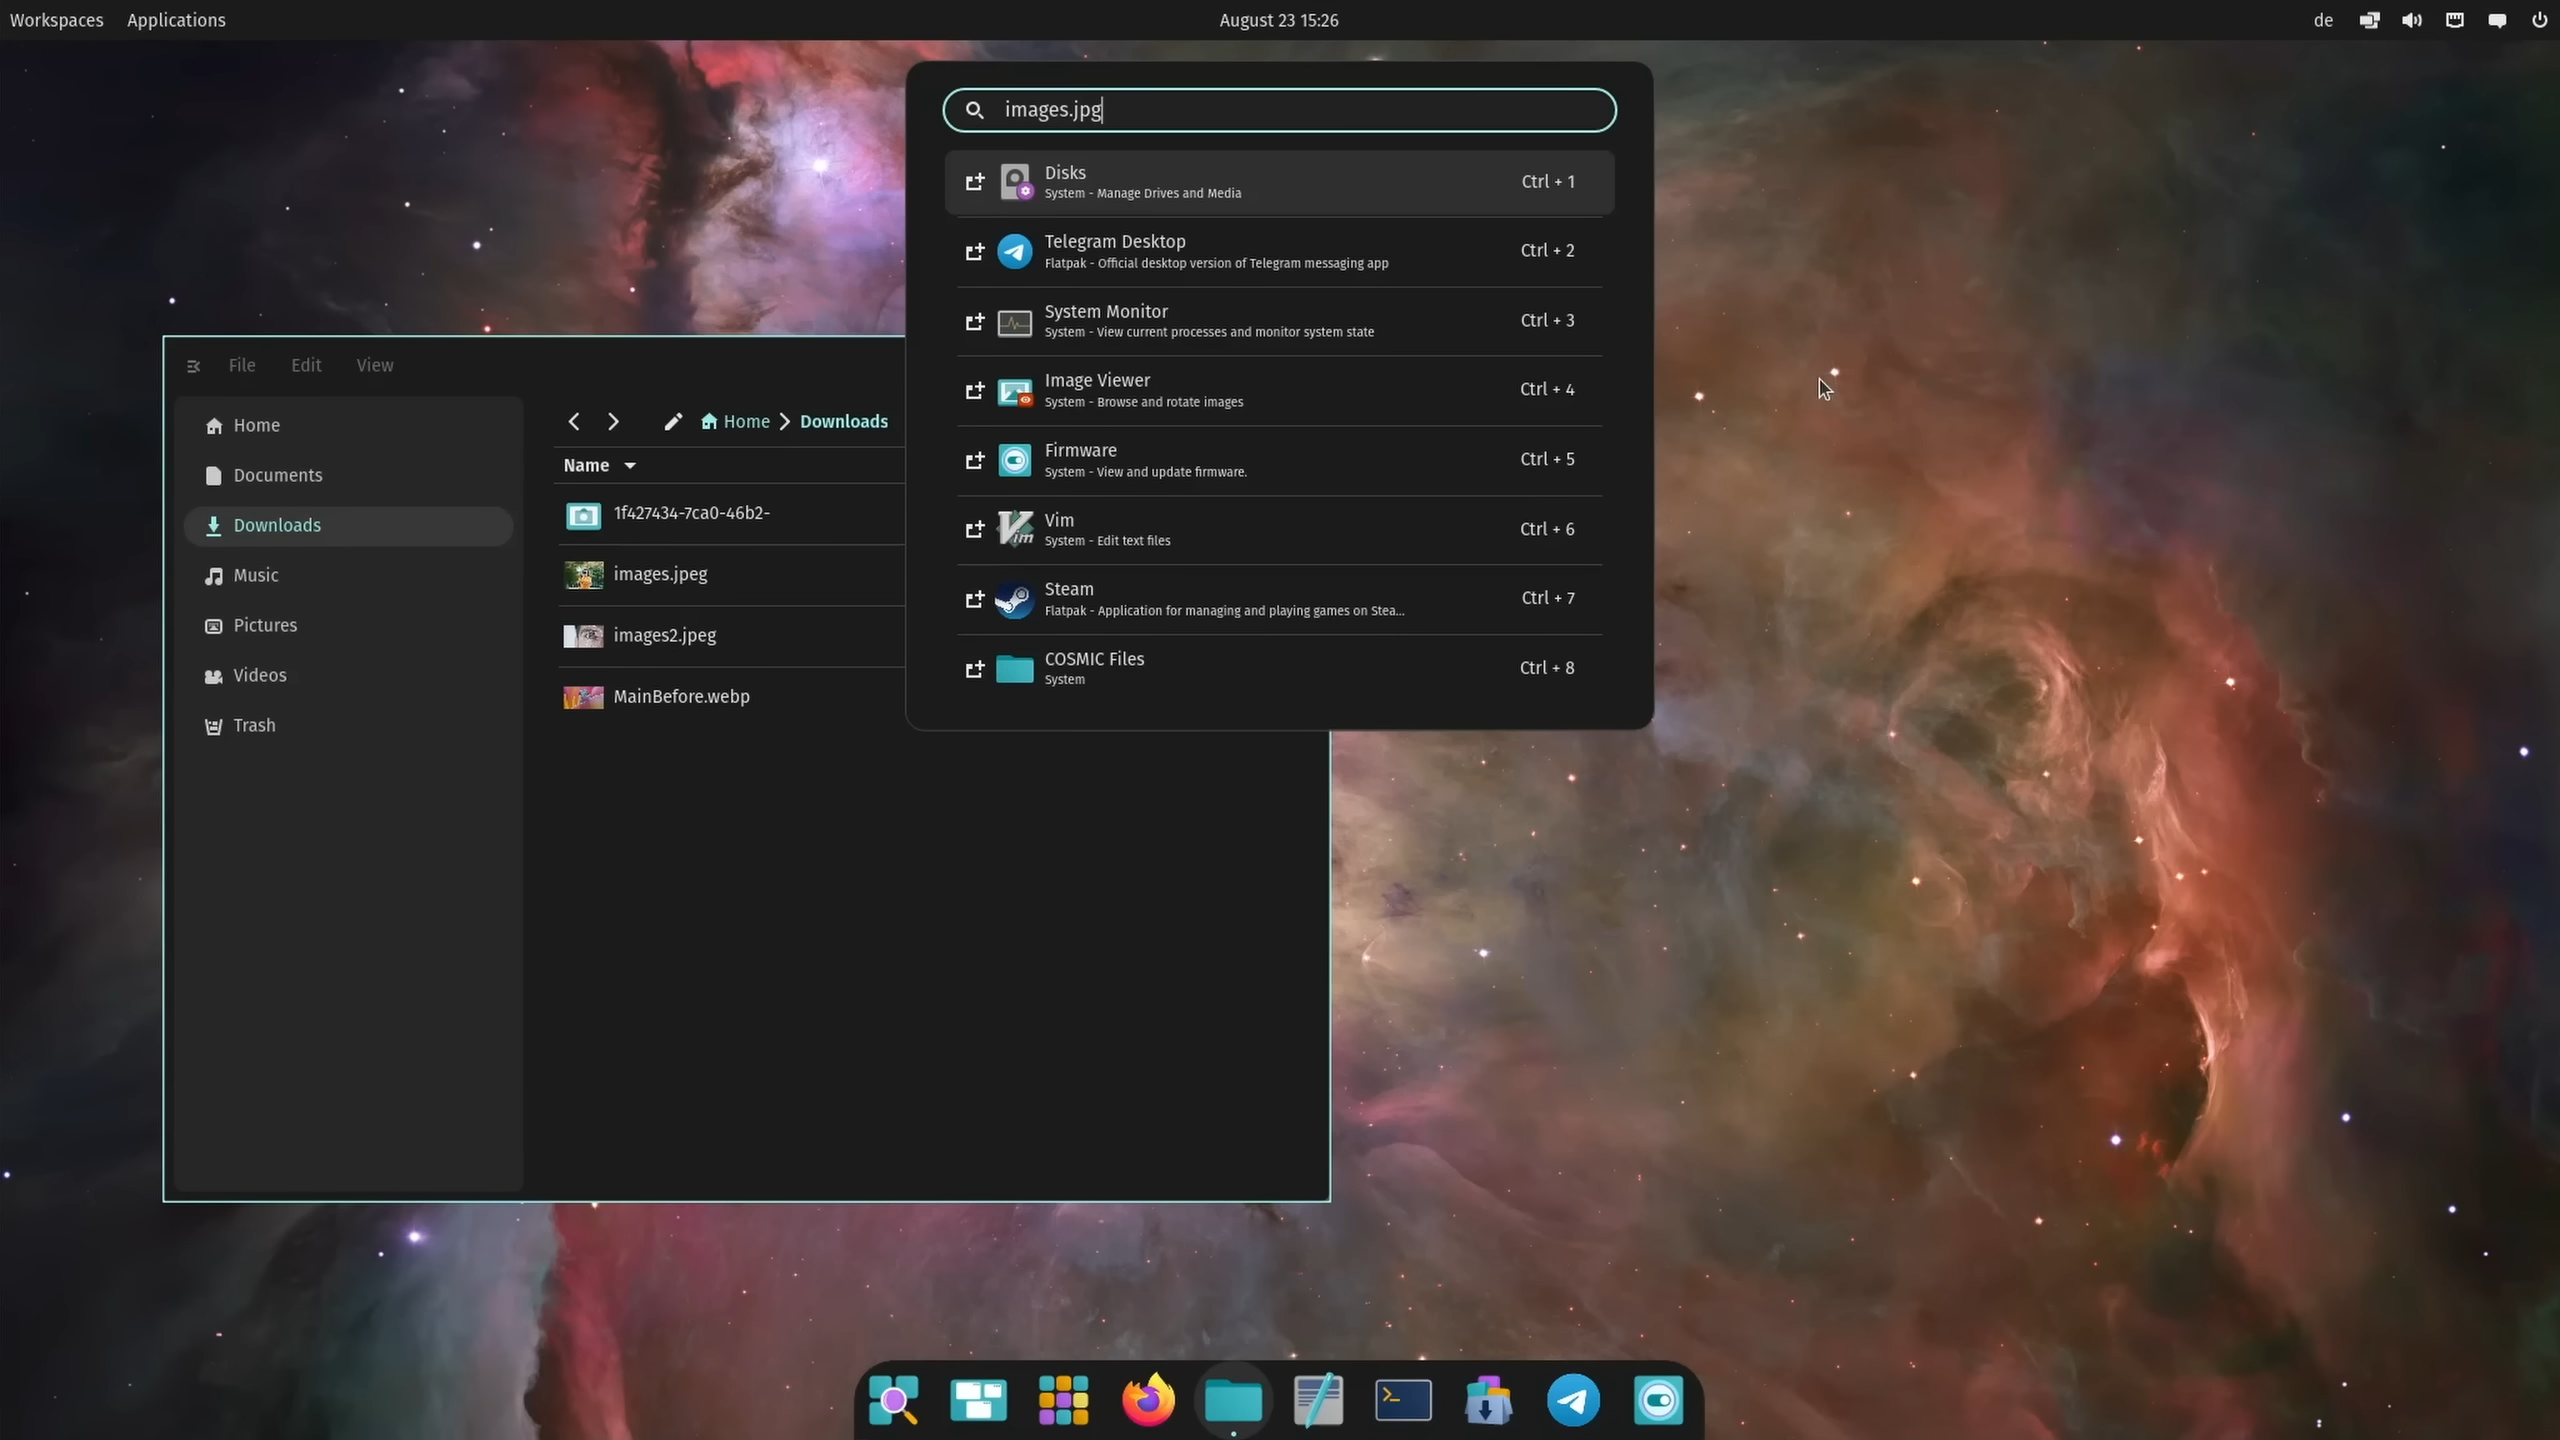 Workspaces Applications August 23 15:26 de
images.jpg
Disks
System - Manage Drives and Media
Ctrl + 1
Telegram Desktop
Flatpak - Official desktop version of Telegram messaging app
Ctrl + 2
System Monitor
System - View current processes and monitor system state
Ctrl + 3
Image Viewer
System - Browse and rotate images
Ctrl + 4
Firmware
System - View and update firmware.
Ctrl + 5
Vim
System - Edit text files
Ctrl + 6
Steam
Flatpak - Application for managing and playing games on Stea...
Ctrl + 7
COSMIC Files
System
Ctrl + 8
File Edit View
Home
Documents
Downloads
Music
Pictures
Videos
Trash
Home Downloads
Name
1f427434-7ca0-46b2-
images.jpeg
images2.jpeg
MainBefore.webp